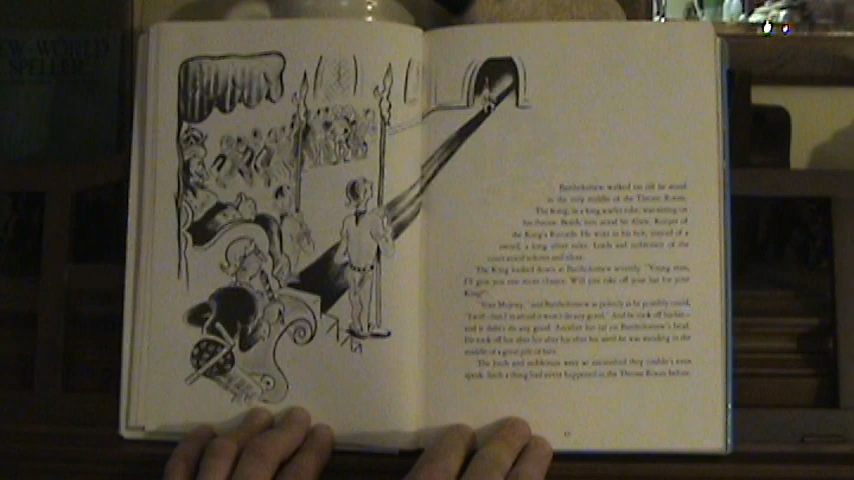 NEW WORLD
SPELLER
Bartholomew walked on till he stood
in the very middle of the Throne Room.
The King, in a long scarlet robe, was sitting on
his throne. Beside him stood Sir Alaric, Keeper of
the King's Records. He wore in his belt, instead of a
sword, a long silver ruler. Lords and noblemen of the
court stood solemn and silent.
The King looked down at Bartholomew severely. "Young man,
I'll give you one more chance. Will you take off your hat for your
King?"
"Your Majesty," said Bartholomew as politely as he possibly could,
"I will—but I'm afraid it won't do any good." And he took off his hat—
and it didn't do any good. Another hat sat on Bartholomew's head.
He took off hat after hat after hat after hat until he was standing in the
middle of a great pile of hats.
The lords and noblemen were so astonished they couldn't even
speak. Such a thing had never happened in the Throne Room before.